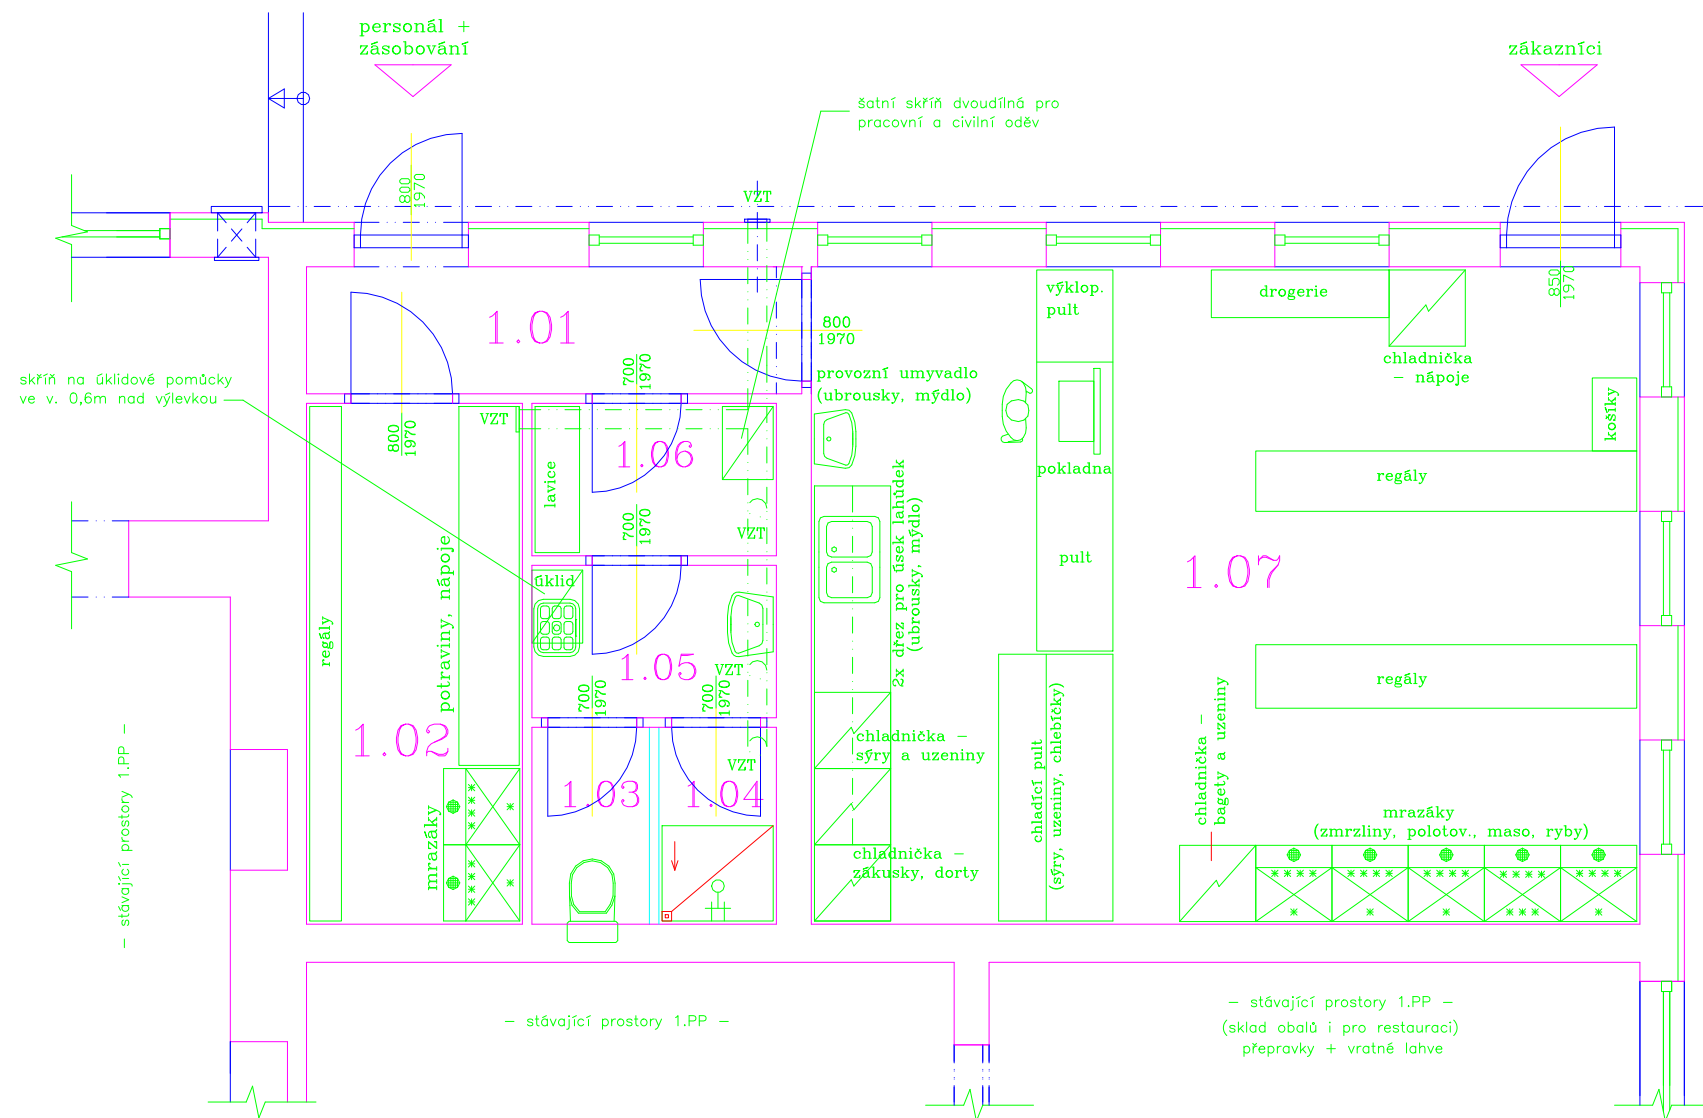 personál +
zásobování
zákazníci
šatní skříň dvoudílná pro
pracovní a civilní oděv
800
1970
VZT
850
1970
výklop.
pult
drogerie
1.01
800
1970
chladnička
– nápoje
700
1970
skříň na úklidové pomůcky
ve v. 0,6m nad výlevkou
provozní umyvadlo
(ubrousky, mýdlo)
košíky
VZT
800
1970
1.06
lavice
pokladna
regály
2x dřez pro úsek lahůdek
(ubrousky, mýdlo)
700
1970
VZT
pult
1.07
úklid
potraviny, nápoje
regály
1.05
VZT
700
1970
700
1970
regály
1.02
chladnička –
sýry a uzeniny
chladící pult
(sýry, uzeniny, chlebíčky)
chladnička –
bagety a uzeniny
VZT
1.03
1.04
mrazáky
mrazáky
(zmrzliny, polotov., maso, ryby)
chladnička –
zákusky, dorty
– stávající prostory 1.PP –
– stávající prostory 1.PP –
– stávající prostory 1.PP –
(sklad obalů i pro restauraci)
přepravky + vratné lahve